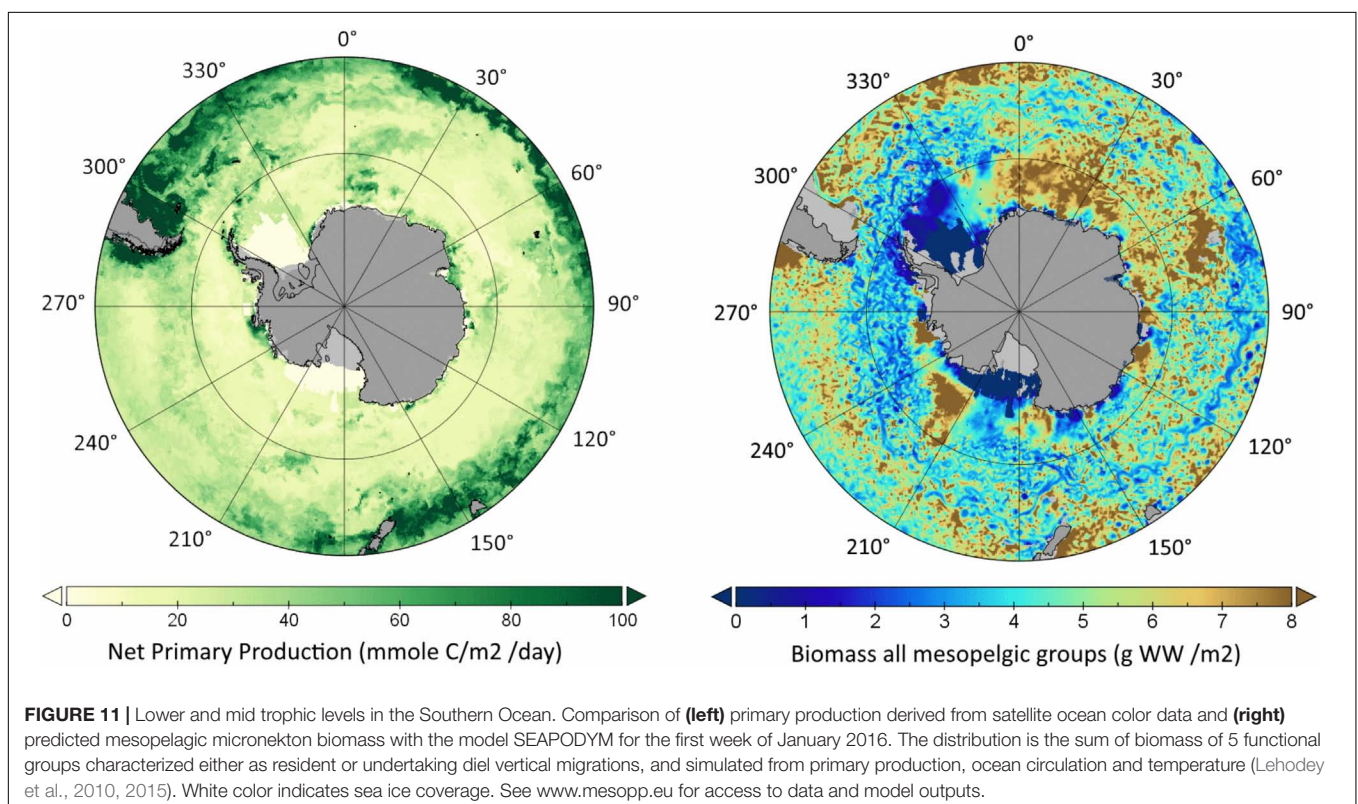 0°
330°
30°
300°
60°
270°
90°
240°
120°
210°
150°
0 20 40 60 80 100
Net Primary Production (mmole C/m2 /day)
0°
330°
30°
300°
60°
270°
90°
240°
120°
210°
150°
0 1 2 3 4 5 6 7 8
Biomass all mesopelgic groups (g WW /m2)
FIGURE 11 | Lower and mid trophic levels in the Southern Ocean. Comparison of (left) primary production derived from satellite ocean color data and (right)
predicted mesopelagic micronekton biomass with the model SEAPODYM for the first week of January 2016. The distribution is the sum of biomass of 5 functional
groups characterized either as resident or undertaking diel vertical migrations, and simulated from primary production, ocean circulation and temperature (Lehodey
et al., 2010, 2015). White color indicates sea ice coverage. See www.mesopp.eu for access to data and model outputs.